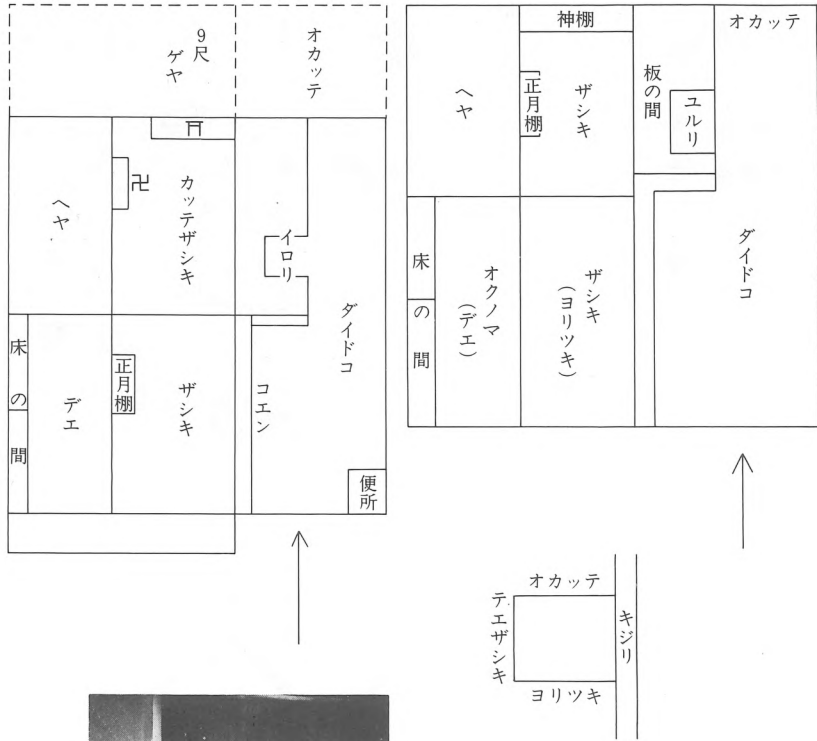 9尺
ゲヤ
オカッテ
ヘヤ
卍
カッテザシキ
イロリ
ダイドコ
床の間
デエ
正月棚
ザシキ
コエン
便所
神棚
オカッテ
ヘヤ
正月棚
ザシキ
板の間
ユルリ
ダイドコ
床の間
オクノマ
(デエ)
ザシキ
(ヨリツキ)
オカッテ
テエザシキ
キジリ
ヨリツキ